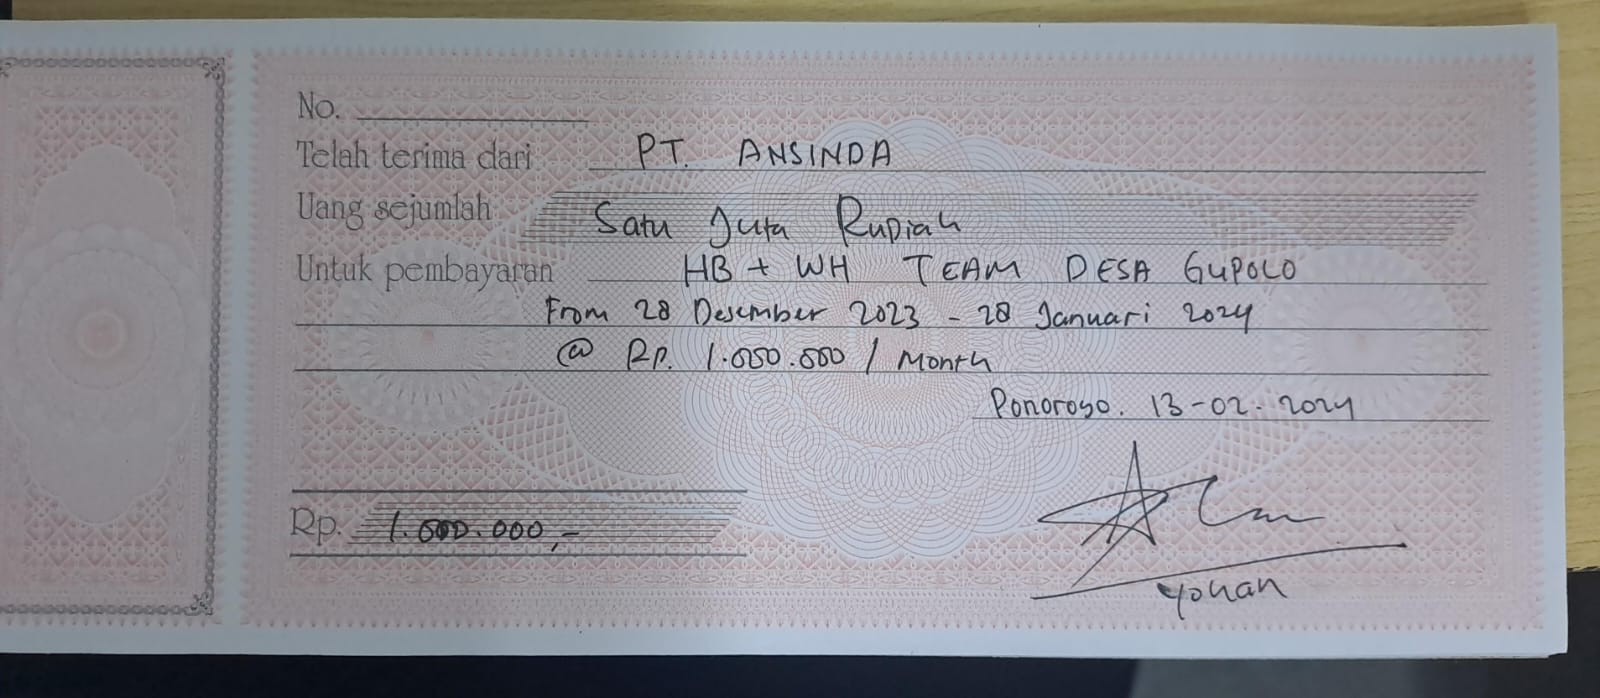 No.
Telah terima dari PT. ANSINDA
Uang sejumlah Satu Juta Rupiah
Untuk pembayaran HB + WH TEAM DESA GUPOLO
From 28 Desember 2023 - 28 Januari 2024
@ Rp. 1.000.000 / Month
Ponorogo. 13-02-2024
Rp. 1.000.000,-
Yohan